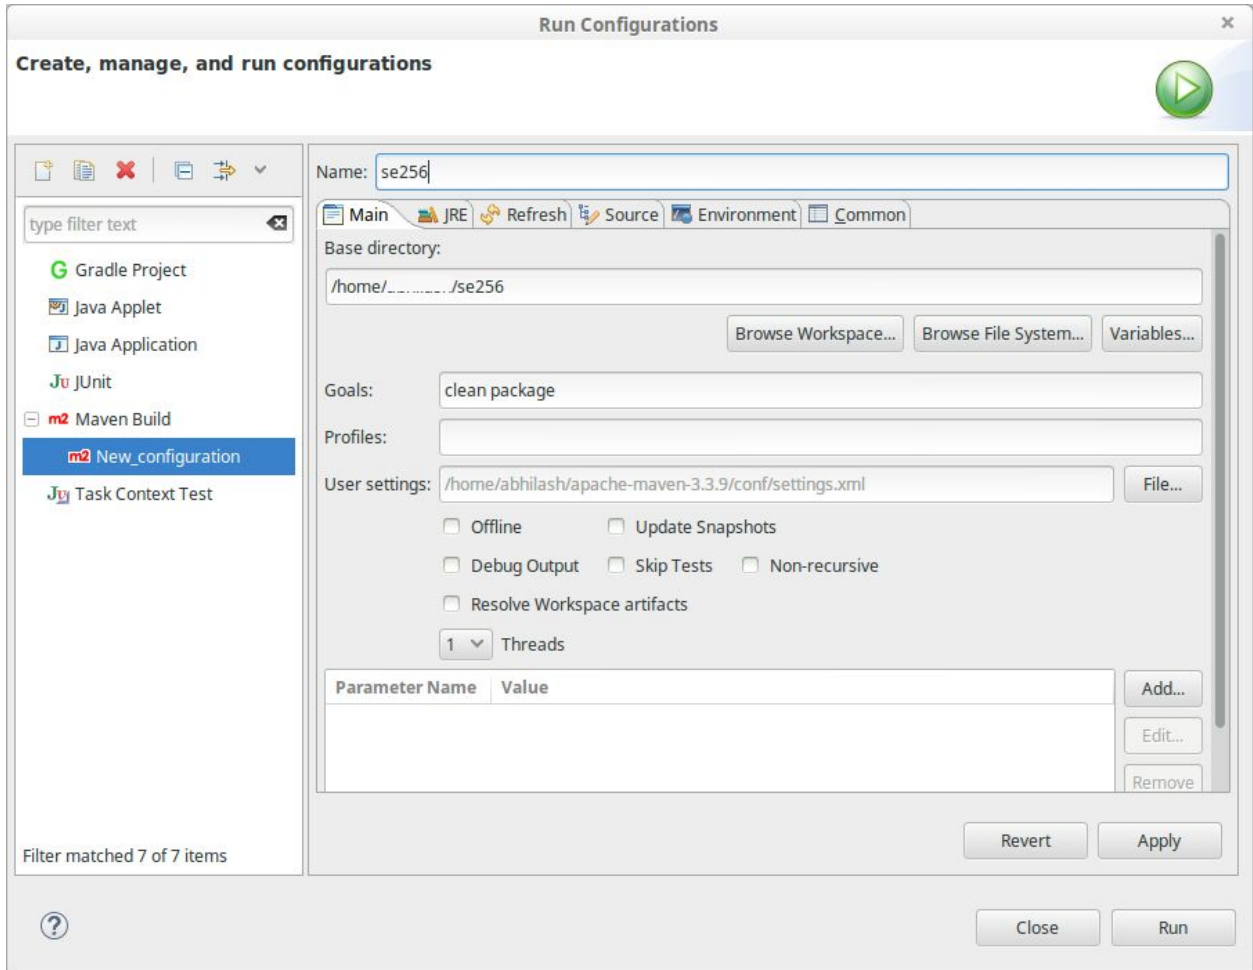 Run Configurations
Create, manage, and run configurations
Name: se256
type filter text
Main JRE Refresh Source Environment Common
Base directory:
Gradle Project
/home/ /se256
Java Applet
Browse Workspace... Browse File System... Variables...
Java Application
JUnit
Goals: clean package
Maven Build
Profiles:
New_configuration
User settings: /home/abhilash/apache-maven-3.3.9/conf/settings.xml File...
Task Context Test
Offline Update Snapshots
Debug Output Skip Tests Non-recursive
Resolve Workspace artifacts
1 Threads
Parameter Name Value Add...
Edit...
Remove
Revert Apply
Filter matched 7 of 7 items
Close Run